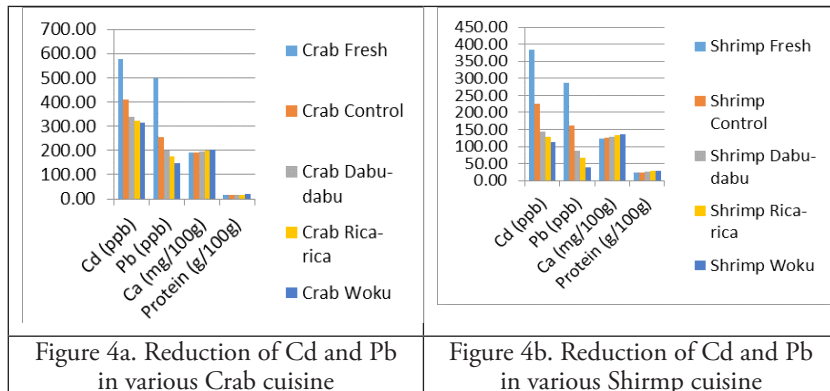 700.00
600.00
500.00
400.00
300.00
200.00
100.00
0.00
Cd (ppb)
Pb (ppb)
Ca (mg/100g)
Protein (g/100g)
Crab Fresh
Crab Control
Crab Dabu-
dabu
Crab Rica-
rica
Crab Woku
Figure 4a. Reduction of Cd and Pb
in various Crab cuisine
450.00
400.00
350.00
300.00
250.00
200.00
150.00
100.00
50.00
0.00
Cd (ppb)
Pb (ppb)
Ca (mg/100g)
Protein (g/100g)
Shrimp Fresh
Shrimp
Control
Shrimp Dabu-
dabu
Shrimp Rica-
rica
Shrimp Woku
Figure 4b. Reduction of Cd and Pb
in various Shirmp cuisine